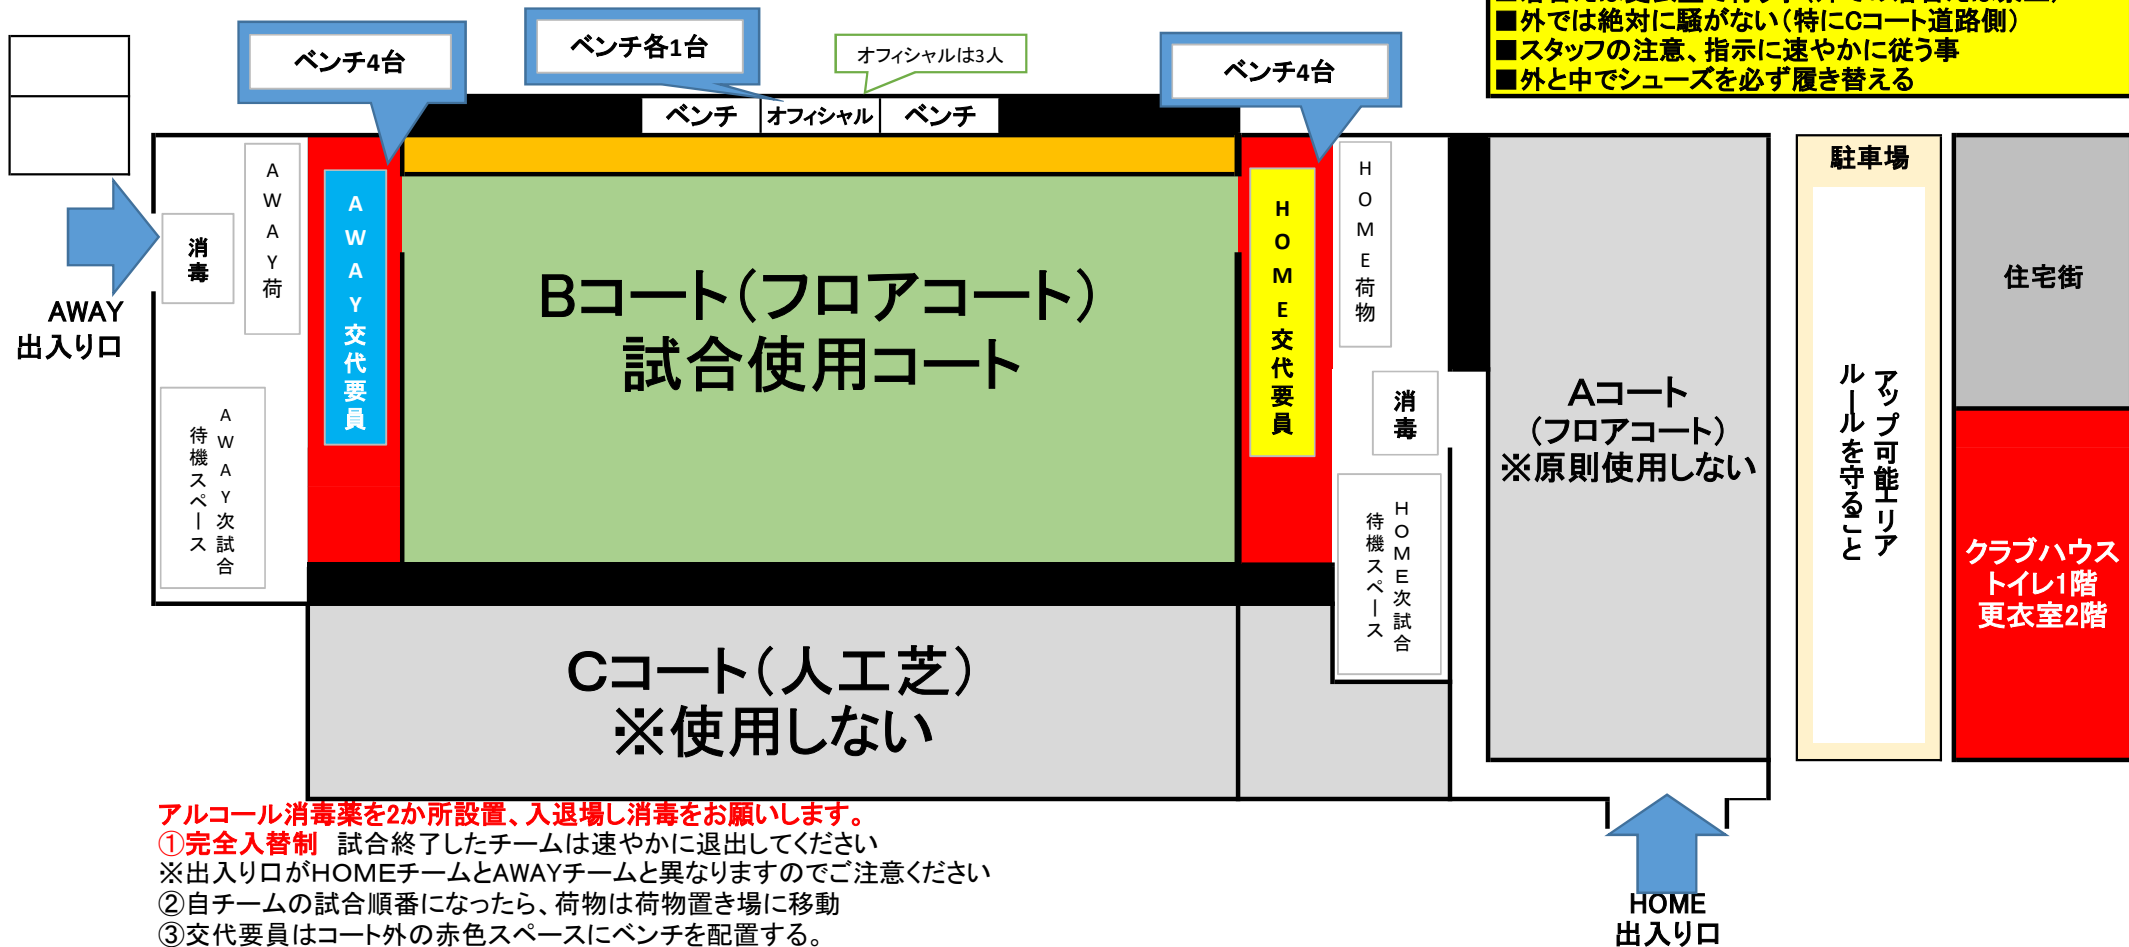 ■外では絶対に騒がない（特にCコート道路側）
■スタッフの注意、指示に速やかに従う事
■外と中でシューズを必ず履き替える
ベンチ4台
ベンチ各1台
オフィシャルは3人
ベンチ4台
ベンチ
オフィシャル
ベンチ
AWAY
出入り口
消毒
AWAY荷
AWAY交代要員
AWAY次試合
待機スペース
Bコート（フロアコート）
試合使用コート
HOME交代要員
HOME荷物
消毒
HOME次試合
待機スペース
Aコート
（フロアコート）
※原則使用しない
駐車場
アップ可能エリア
ルールを守ること
住宅街
クラブハウス
トイレ1階
更衣室2階
Cコート（人工芝）
※使用しない
アルコール消毒薬を2か所設置、入退場し消毒をお願いします。
①完全入替制　試合終了したチームは速やかに退出してください
※出入り口がHOMEチームとAWAYチームと異なりますのでご注意ください
②自チームの試合順番になったら、荷物は荷物置き場に移動
③交代要員はコート外の赤色スペースにベンチを配置する。
HOME
出入り口